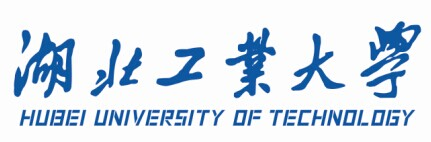 湖北工業大學
HUBEI UNIVERSITY OF TECHNOLOGY